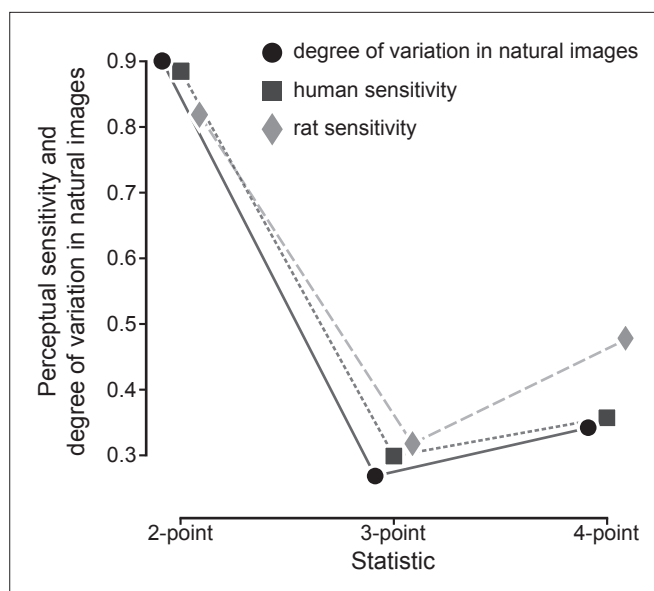 degree of variation in natural images
human sensitivity
rat sensitivity
Perceptual sensitivity and
degree of variation in natural images
0.9
0.8
0.7
0.6
0.5
0.4
0.3
2-point
3-point
4-point
Statistic